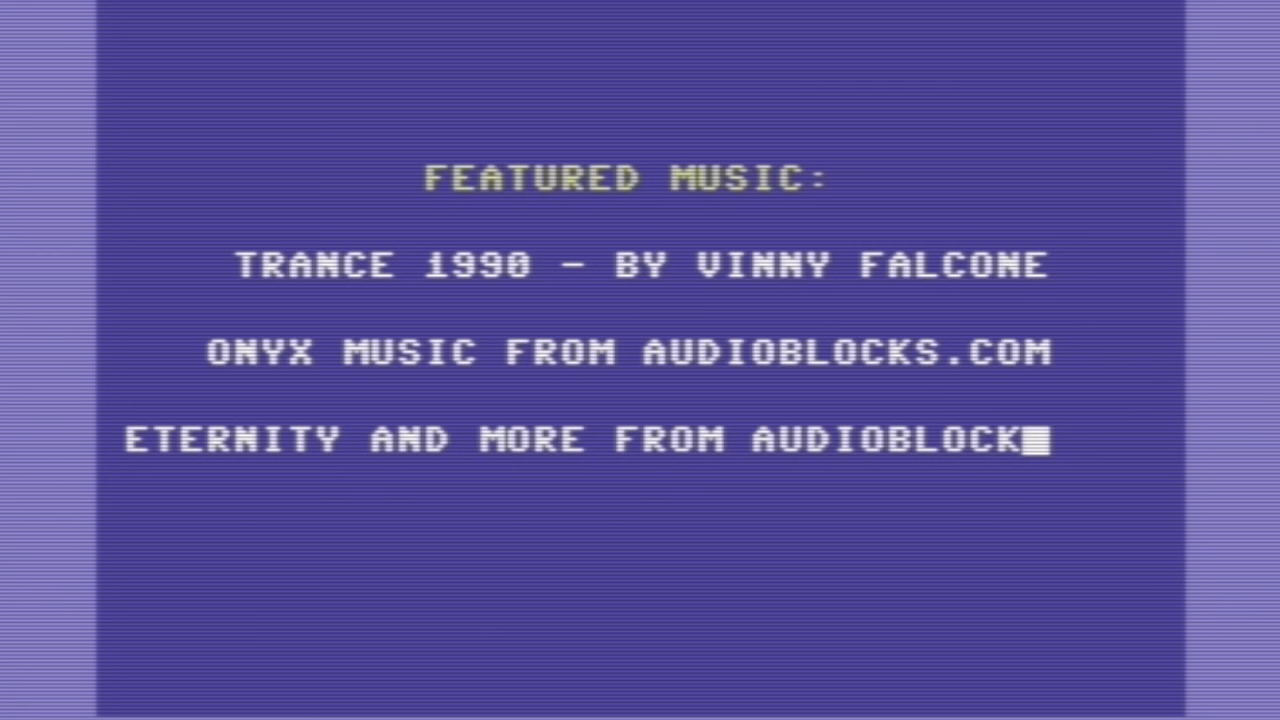 FEATURED MUSIC:
TRANCE 1990 - BY VINNY FALCONE
ONYX MUSIC FROM AUDIOBLOCKS.COM
ETERNITY AND MORE FROM AUDIOBLOCK